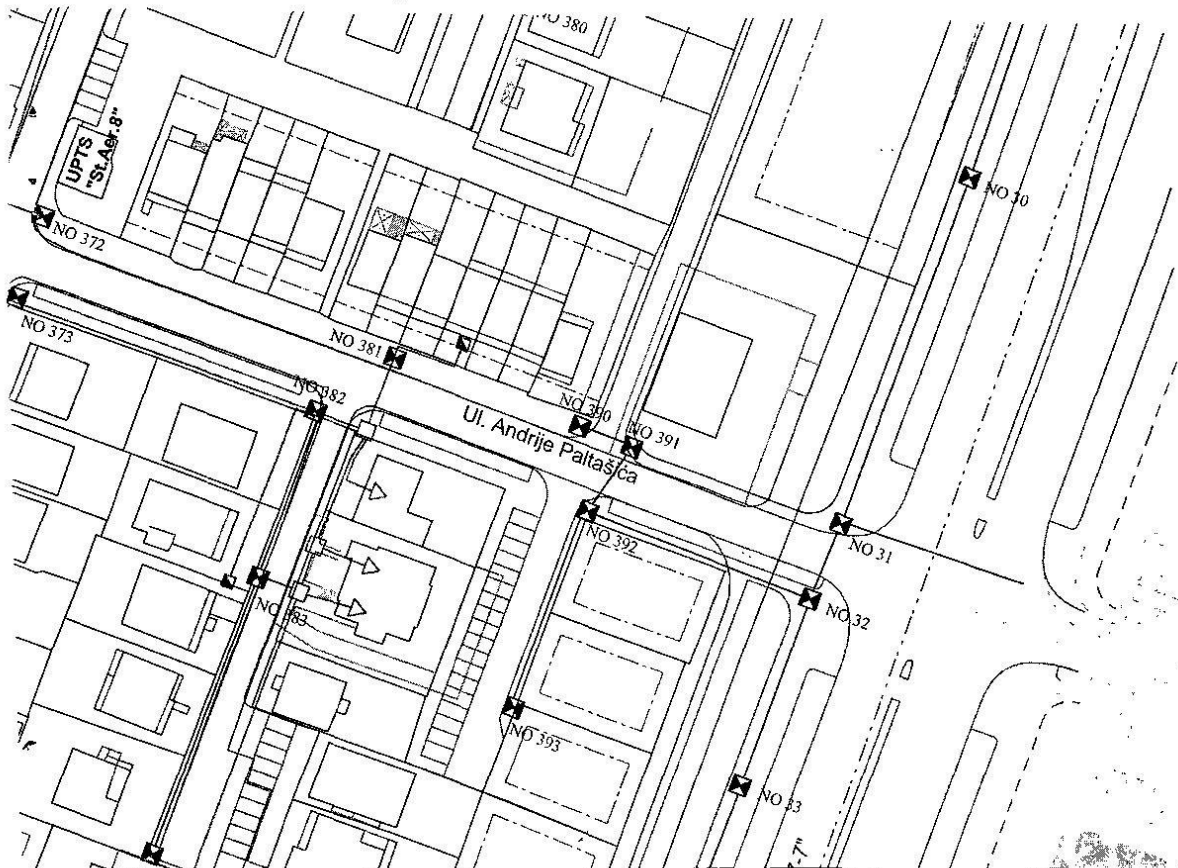 NO 380
UPTS
"St.Aer.8"
NO 30
NO 372
NO 373
NO 381
NO 382
NO 390
NO 391
Ul. Andrije Paltašića
NO 392
NO 31
NO 32
NO 383
NO 393
NO 33